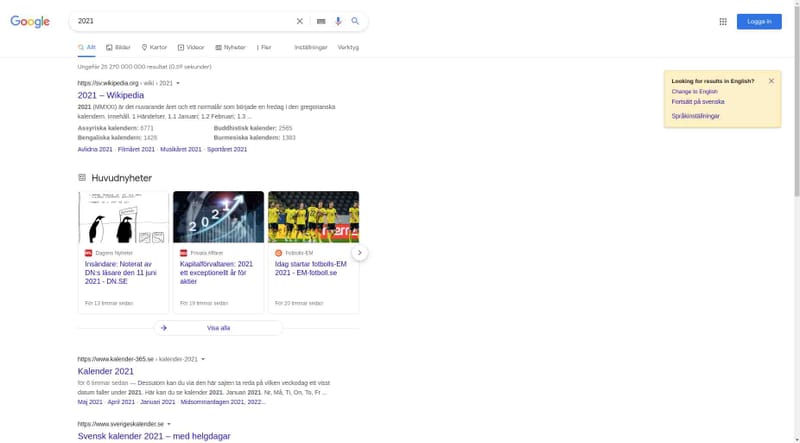 Google
2021
Logga in
Allt
Bilder
Kartor
Videor
Nyheter
Fler
Inställningar
Verktyg
Ungefär 25 270 000 000 resultat (0,69 sekunder)
https://sv.wikipedia.org › wiki › 2021
2021 – Wikipedia
2021 (MMXXI) är det nuvarande året och ett normalår som började en fredag i den gregorianska
kalendern. Innehåll. 1 Händelser. 1.1 Januari; 1.2 Februari; 1.3 ...
Assyriska kalendern: 6771
Buddhistisk kalender: 2565
Bengaliska kalendern: 1428
Burmesiska kalendern: 1383
Avlidna 2021 · Filmåret 2021 · Musikåret 2021 · Sportåret 2021
Looking for results in English?
Change to English
Fortsätt på svenska
Språkinställningar
Huvudnyheter
2021
Dagens Nyheter
Insändare: Noterat av
DN:s läsare den 11 juni
2021 - DN.SE
För 13 timmar sedan
Privata Affärer
Kapitalförvaltaren: 2021
ett exceptionellt år för
aktier
För 19 timmar sedan
Fotbolls-EM
Idag startar fotbolls-EM
2021 - EM-fotboll.se
För 20 timmar sedan
Visa alla
https://www.kalender-365.se › kalender-2021
Kalender 2021
för 6 timmar sedan — Dessutom kan du via den här sajten ta reda på vilken veckodag ett visst
datum faller under 2021. Här kan du se kalender 2021. Januari 2021. Nr, Må, Ti, On, To, Fr ...
Maj 2021 · April 2021 · Januari 2021 · Midsommardagen 2021, 2022...
https://www.sverigeskalender.se
Svensk kalender 2021 – med helgdagar